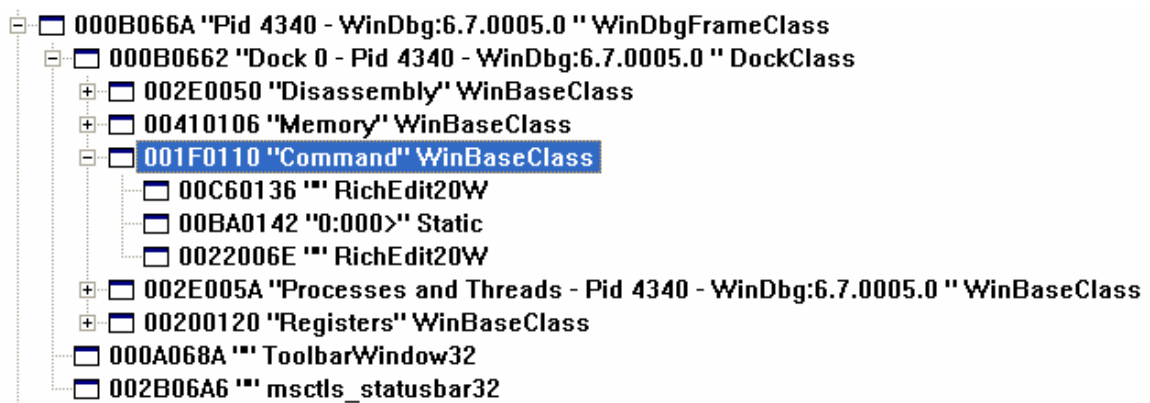 000B066A "Pid 4340 - WinDbg:6.7.0005.0 " WinDbgFrameClass
000B0662 "Dock 0 - Pid 4340 - WinDbg:6.7.0005.0 " DockClass
002E0050 "Disassembly" WinBaseClass
00410106 "Memory" WinBaseClass
001F0110 "Command" WinBaseClass
00C60136 "" RichEdit20W
00BA0142 "0:000>" Static
0022006E "" RichEdit20W
002E005A "Processes and Threads - Pid 4340 - WinDbg:6.7.0005.0 " WinBaseClass
00200120 "Registers" WinBaseClass
000A068A "" ToolbarWindow32
002B06A6 "" msctls_statusbar32